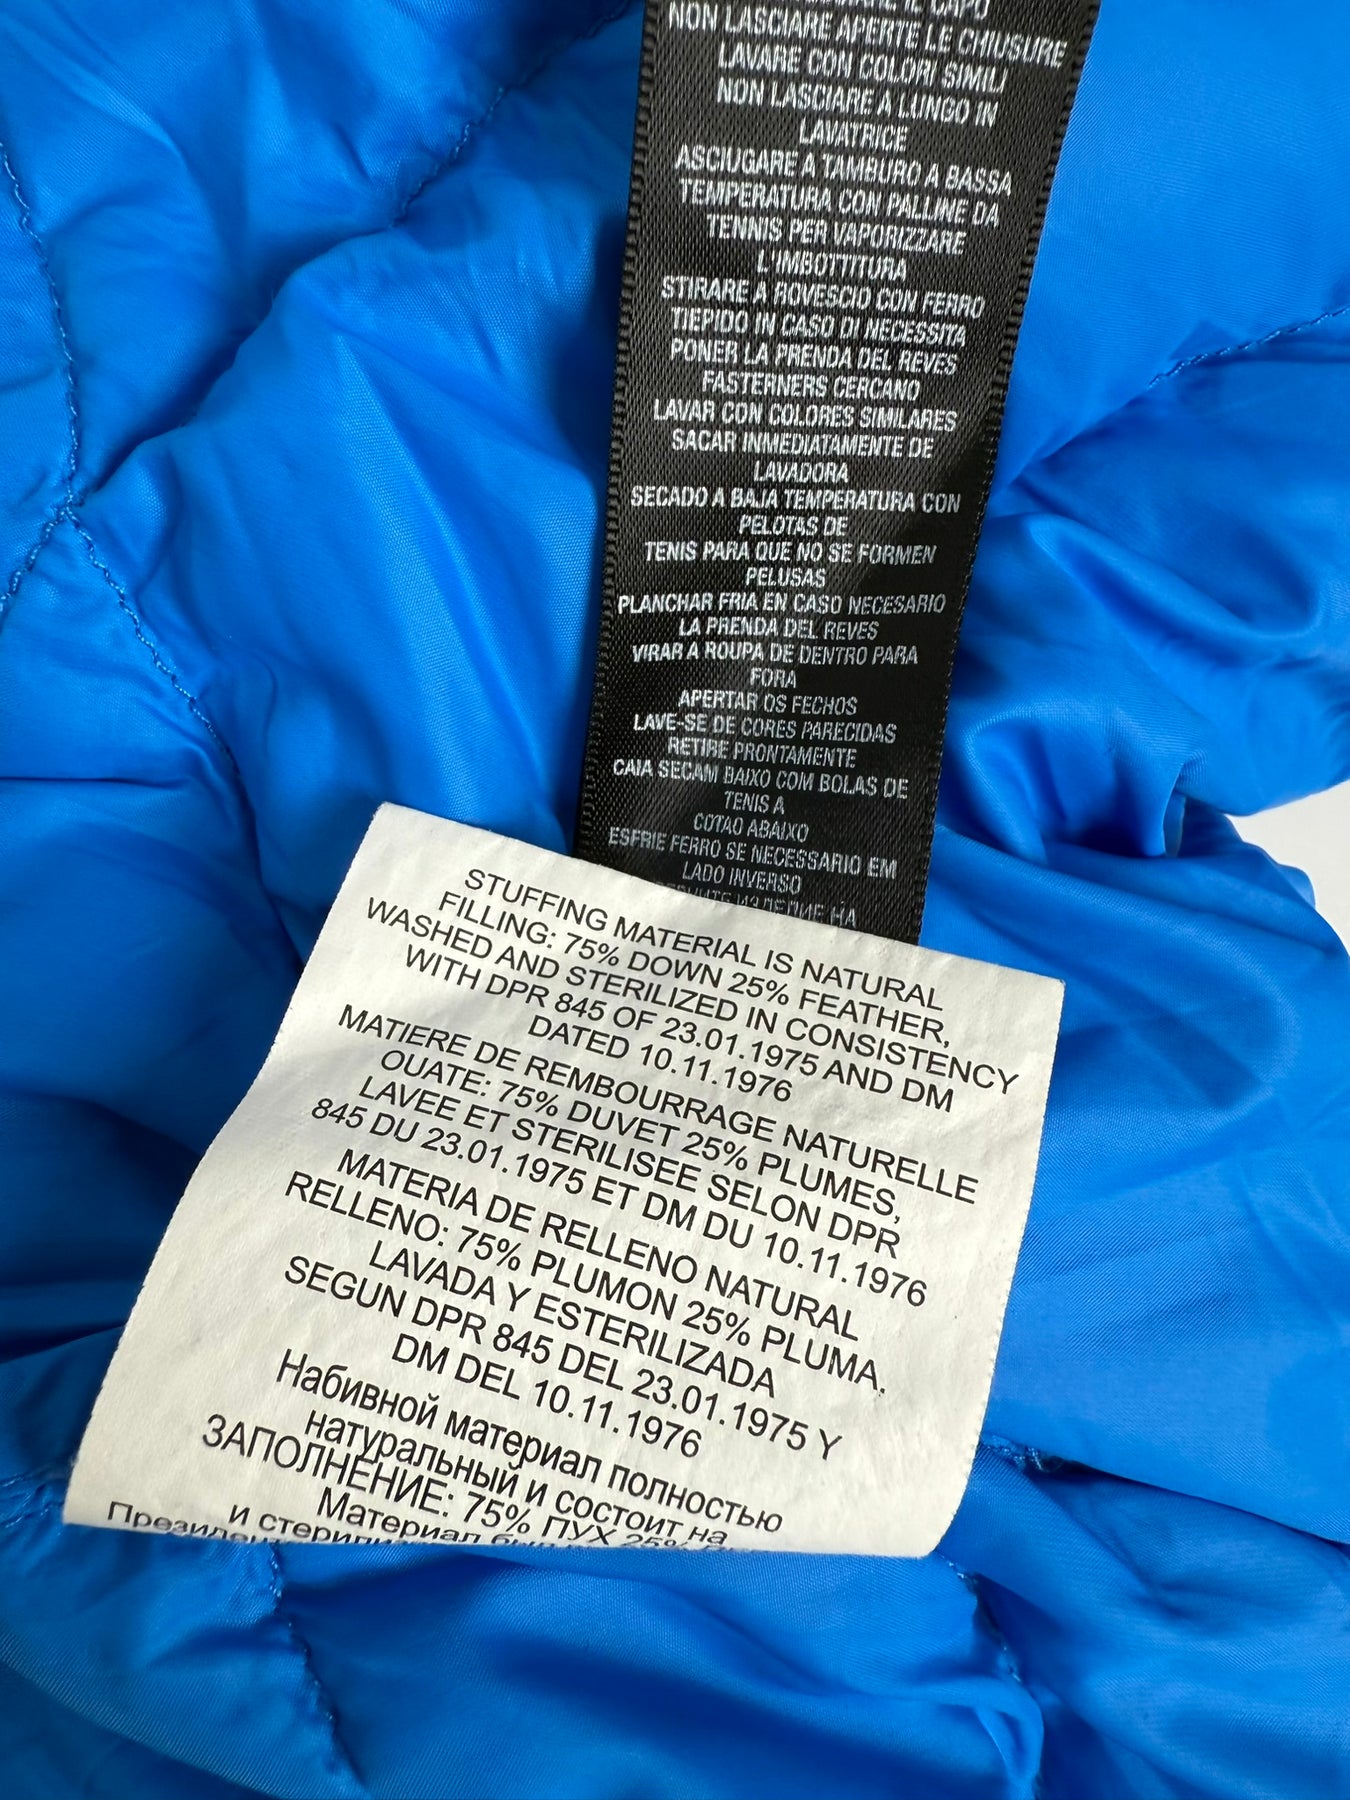 IL CAPO
NON LASCIARE APERTE LE CHIUSURE
LAVARE CON COLORI SIMILI
NON LASCIARE A LUNGO IN
LAVATRICE
ASCIUGARE A TAMBURO A BASSA
TEMPERATURA CON PALLINE DA
TENNIS PER VAPORIZZARE
L'IMBOTTITURA
STIRARE A ROVESCIO CON FERRO
TIEPIDO IN CASO DI NECESSITA
PONER LA PRENDA DEL REVES
FASTERNERS CERCANO
LAVAR CON COLORES SIMILARES
SACAR INMEDIATAMENTE DE
LAVADORA
SECADO A BAJA TEMPERATURA CON
PELOTAS DE
TENIS PARA QUE NO SE FORMEN
PELUSAS
PLANCHAR FRIA EN CASO NECESARIO
LA PRENDA DEL REVES
VIRAR A ROUPA DE DENTRO PARA
FORA
APERTAR OS FECHOS
LAVE-SE DE CORES PARECIDAS
RETIRE PRONTAMENTE
CAIA SECAM BAIXO COM BOLAS DE
TENIS A
COTAO ABAIXO
ESFRIE FERRO SE NECESSARIO EM
LADO INVERSO
ИЗДЕЛИЕ НА
STUFFING MATERIAL IS NATURAL
FILLING: 75% DOWN 25% FEATHER,
WASHED AND STERILIZED IN CONSISTENCY
WITH DPR 845 OF 23.01.1975 AND DM
DATED 10.11.1976
MATIERE DE REMBOURRAGE NATURELLE
OUATE: 75% DUVET 25% PLUMES,
LAVEE ET STERILISEE SELON DPR
845 DU 23.01.1975 ET DM DU 10.11.1976
MATERIA DE RELLENO NATURAL
RELLENO: 75% PLUMON 25% PLUMA,
LAVADA Y ESTERILIZADA
SEGUN DPR 845 DEL 23.01.1975 Y
DM DEL 10.11.1976
Набивной материал полностью
натуральный и состоит на
ЗАПОЛНЕНИЕ: 75% ПУХ 25%
Материал был
и